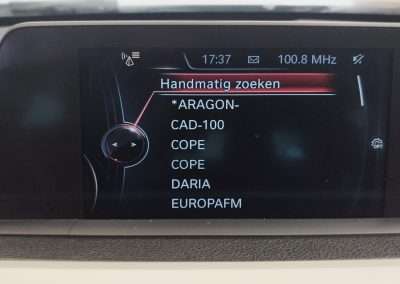 17:37 100.8 MHz
Handmatig zoeken
*ARAGON-
CAD-100
COPE
COPE
DARIA
EUROPAFM